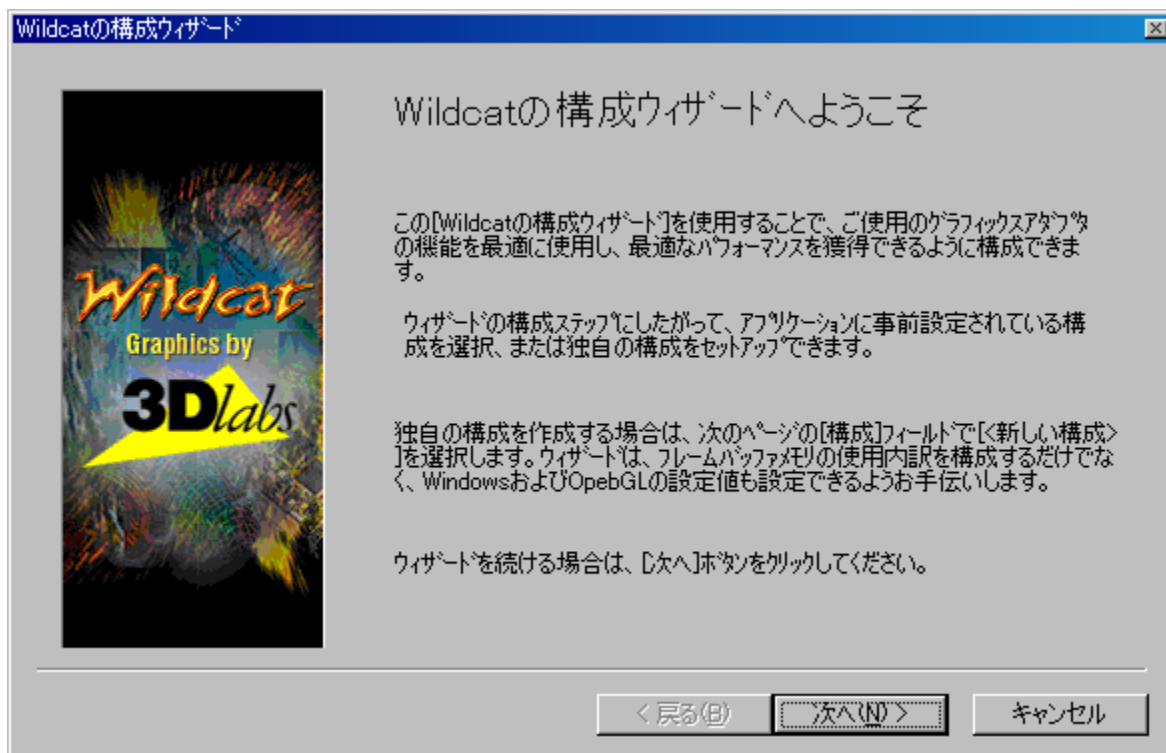 Wildcatの構成ウィザード
Wildcat
Graphics by
3Dlabs
Wildcatの構成ウィザードへようこそ
この[Wildcatの構成ウィザード]を使用することで、ご使用のグラフィックスアダプタ
の機能を最適に使用し、最適なパフォーマンスを獲得できるように構成できま
す。
ウィザードの構成ステップにしたがって、アプリケーションに事前設定されている構
成を選択、または独自の構成をセットアップできます。
独自の構成を作成する場合は、次のページの[構成]フィールドで[<新しい構成>
]を選択します。ウィザードは、フレームバッファメモリの使用内訳を構成するだけでな
く、WindowsおよびOpebGLの設定値も設定できるようお手伝いします。
ウィザードを続ける場合は、[次へ]ボタンをクリックしてください。
< 戻る(B)
次へ(N) >
キャンセル